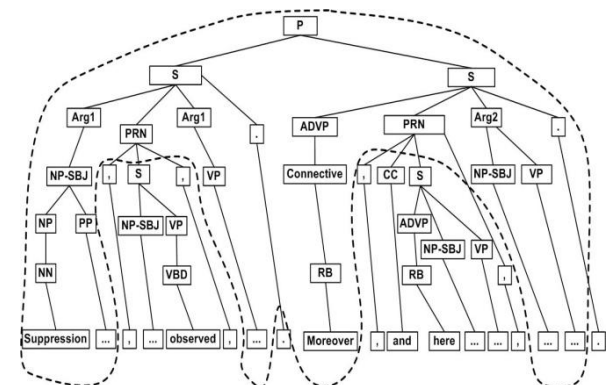 P
S S
Arg1 PRN Arg1 . ADVP PRN Arg2 .
NP-SBJ , S , VP Connective , CC S NP-SBJ VP
NP PP NP-SBJ VP ADVP NP-SBJ VP ,
NN VBD RB RB
Suppression ... , ... observed , ... . Moreover , and here ... ... , ... ... .